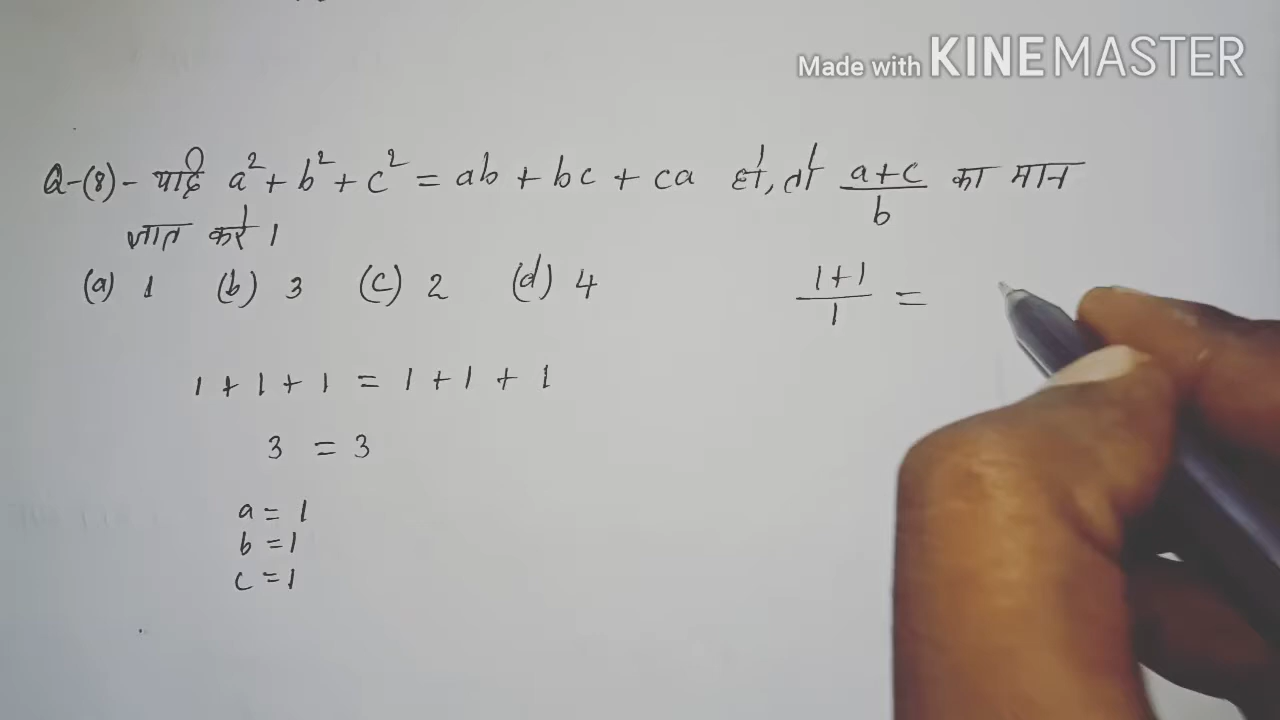 Made with KINEMASTER
Q-(8)- यदि a²+b²+c² = ab + bc + ca हो, तो a+c/b का मान
ज्ञात करें।
(a) 1 (b) 3 (c) 2 (d) 4
1+1/1 =
1 + 1 + 1 = 1 + 1 + 1
3 = 3
a = 1
b = 1
c = 1